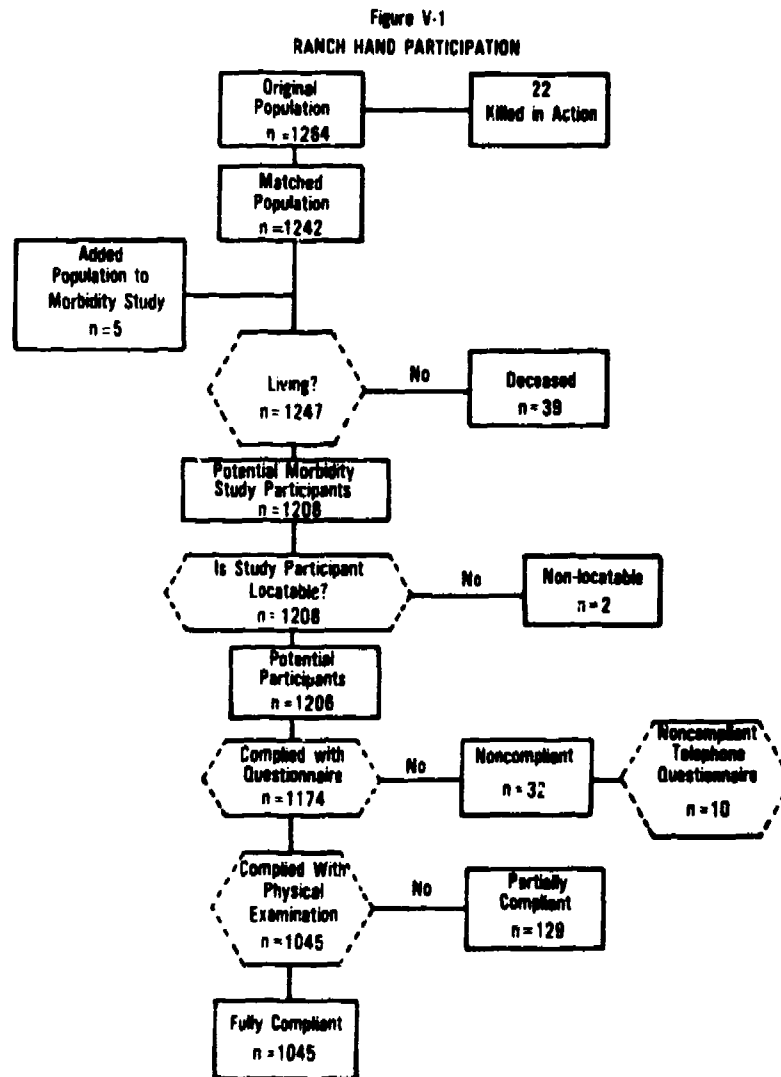 Figure V-1
RANCH HAND PARTICIPATION
Original
Population
n = 1264
22
Killed in Action
Matched
Population
n = 1242
Added
Population to
Morbidity Study
n = 5
Living?
n = 1247
No
Deceased
n = 39
Potential Morbidity
Study Participants
n = 1208
Is Study Participant
Locatable?
n = 1208
No
Non-locatable
n = 2
Potential
Participants
n = 1206
Complied with
Questionnaire
n = 1174
No
Noncompliant
n = 32
Noncompliant
Telephone
Questionnaire
n = 10
Complied With
Physical
Examination
n = 1045
No
Partially
Compliant
n = 129
Fully Compliant
n = 1045